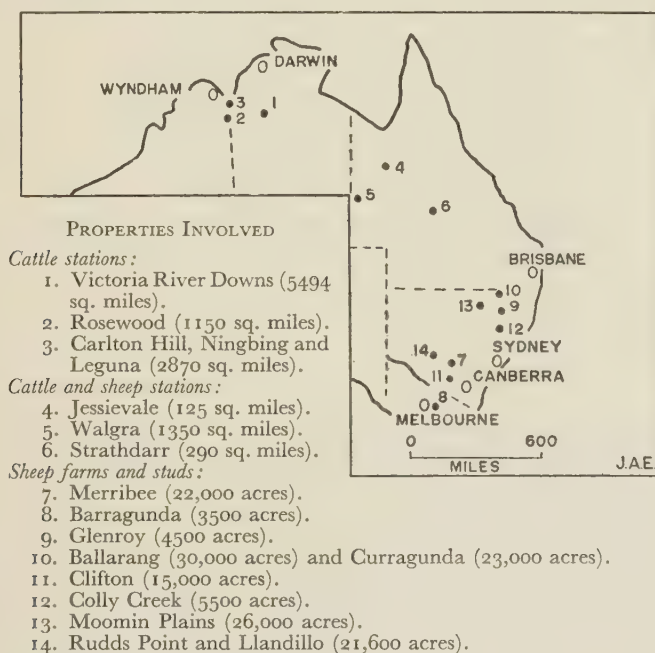 DARWIN
WYNDHAM
3
1
2
4
5
6
BRISBANE
10
13
9
12
SYDNEY
14
7
11
CANBERRA
8
MELBOURNE
0 600
MILES
J.A.E.
PROPERTIES INVOLVED
Cattle stations:
1. Victoria River Downs (5494
sq. miles).
2. Rosewood (1150 sq. miles).
3. Carlton Hill, Ningbing and
Leguna (2870 sq. miles).
Cattle and sheep stations:
4. Jessievale (125 sq. miles).
5. Walgra (1350 sq. miles).
6. Strathdarr (290 sq. miles).
Sheep farms and studs:
7. Merribee (22,000 acres).
8. Barragunda (3500 acres).
9. Glenroy (4500 acres).
10. Ballarang (30,000 acres) and Curragunda (23,000 acres).
11. Clifton (15,000 acres).
12. Colly Creek (5500 acres).
13. Moomin Plains (26,000 acres).
14. Rudds Point and Llandillo (21,600 acres).